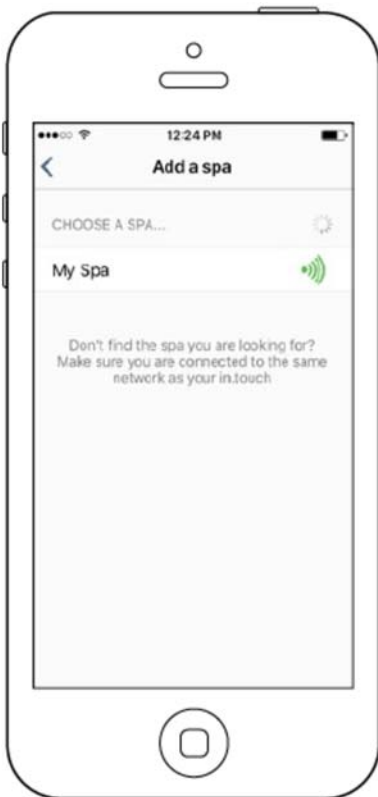 12:24 PM
Add a spa
CHOOSE A SPA...
My Spa
Don't find the spa you are looking for?
Make sure you are connected to the same
network as your in.touch